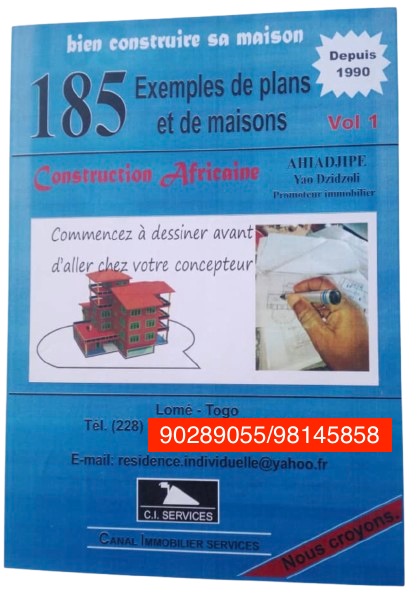 bien construire sa maison
Depuis
1990
185 Exemples de plans
et de maisons
Vol 1
Construction Africaine
AHIADJIPE
Yao Dzidzoli
Promoteur immobilier
Commencez à dessiner avant
d'aller chez votre concepteur
Lomé - Togo
Tél. (228)
90289055/98145858
E-mail: residence.individuelle@yahoo.fr
C.I. SERVICES
CANAL IMMOBILIER SERVICES
Nous croyons.